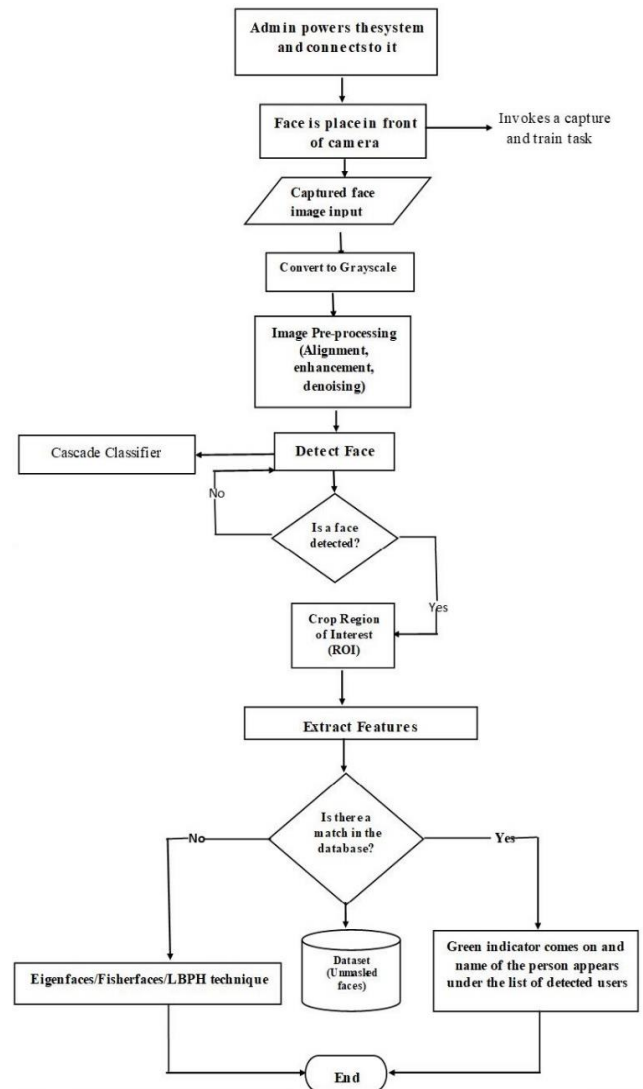 Admin powers thesystem
and connects to it
Face is place in front
of camera
Invokes a capture
and train task
Captured face
image input
Convert to Grayscale
Image Pre-processing
(Alignment,
enhancement,
denoising)
Cascade Classifier
Detect Face
No
Is a face
detected?
Yes
Crop Region
of Interest
(ROI)
Extract Features
Is there a
match in the
database?
No
Yes
Eigenfaces/Fisherfaces/LBPH technique
Dataset
(Unmasked
faces)
Green indicator comes on and
name of the person appears
under the list of detected users
End